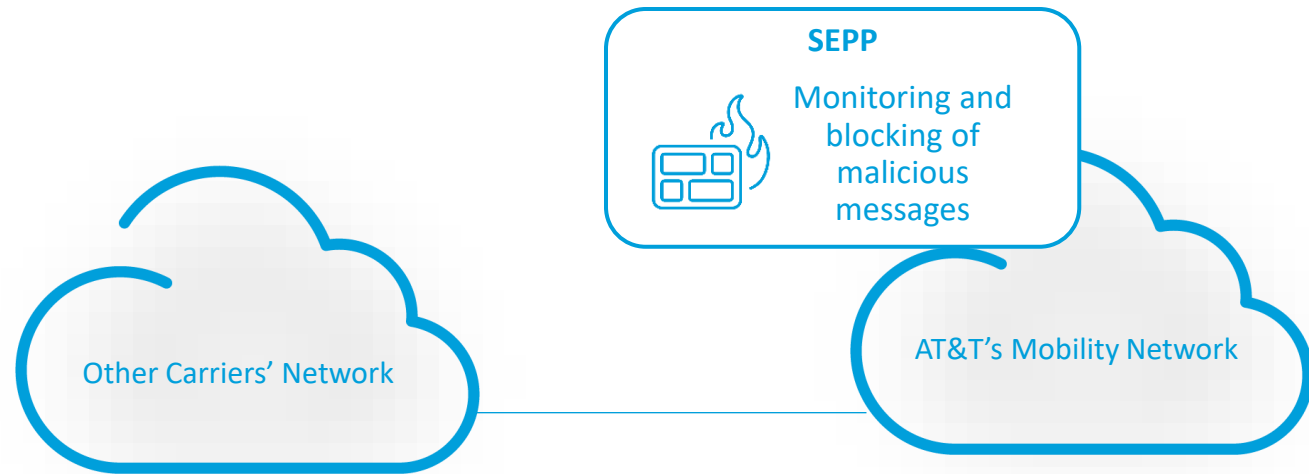 SEPP
Monitoring and
blocking of
malicious
messages
Other Carriers’ Network
AT&T’s Mobility Network